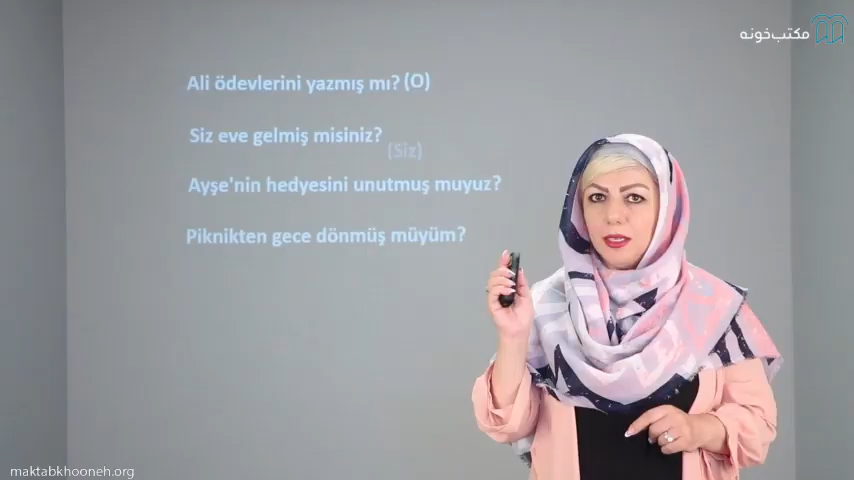 مکتب‌خونه
Ali ödevlerini yazmış mı? (O)
Siz eve gelmiş misiniz?
(Siz)
Ayşe'nin hedyesini unutmuş muyuz?
Piknikten gece dönmüş müyüm?
maktabkhooneh.org